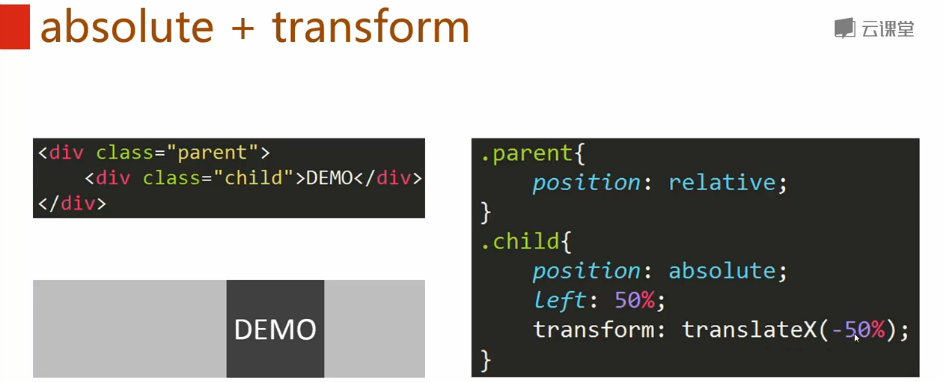 absolute + transform
云课堂
<div class="parent">
    <div class="child">DEMO</div>
</div>
DEMO
.parent{
    position: relative;
}
.child{
    position: absolute;
    left: 50%;
    transform: translateX(-50%);
}